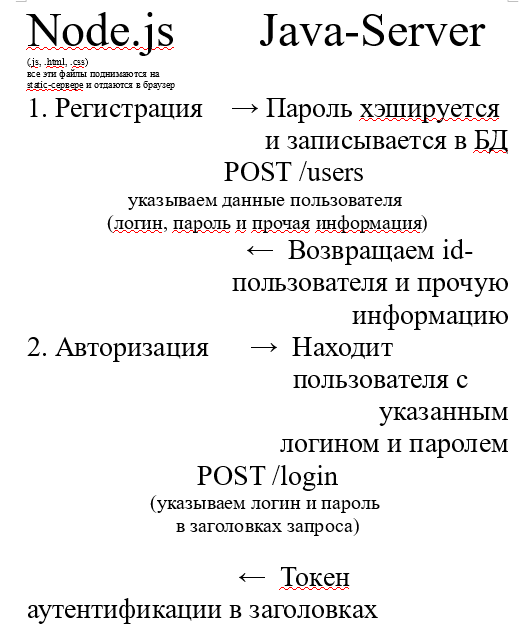 Node.js Java-Server
(.js, .html, .css)
все эти файлы поднимаются на
static-сервере и отдаются в браузер
1. Регистрация → Пароль хэшируется
и записывается в БД
POST /users
указываем данные пользователя
(логин, пароль и прочая информация)
← Возвращаем id-
пользователя и прочую
информацию
2. Авторизация → Находит
пользователя с
указанным
логином и паролем
POST /login
(указываем логин и пароль
в заголовках запроса)
← Токен
аутентификации в заголовках